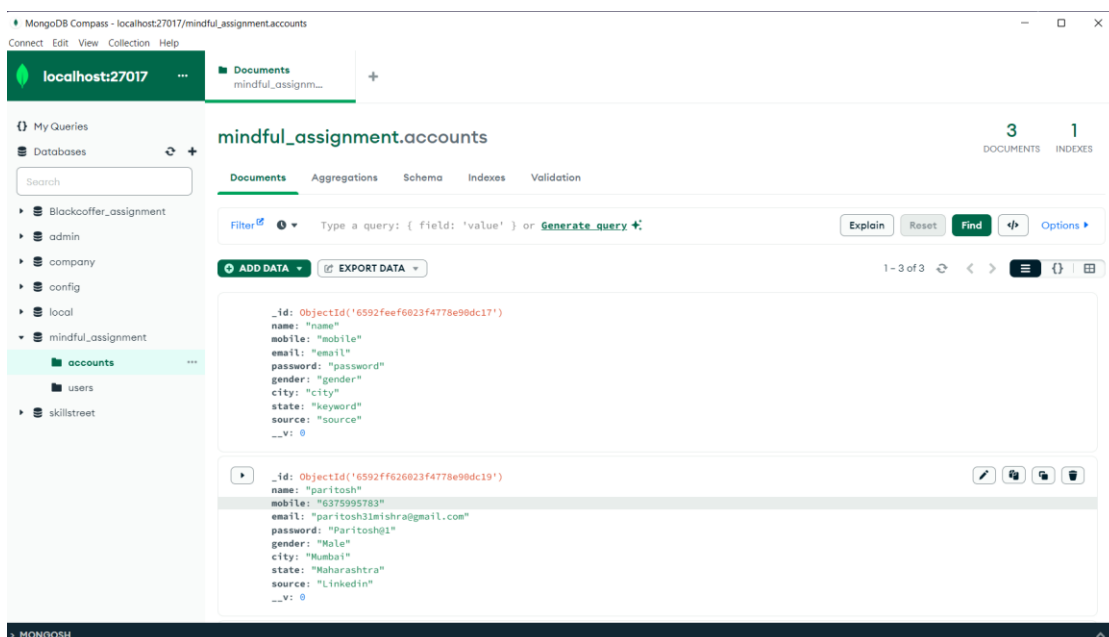 MongoDB Compass - localhost:27017/mindful_assignment.accounts
Connect Edit View Collection Help
localhost:27017 ...
Documents
mindful_assignm...
+
{} My Queries
Databases
Search
Blackcoffer_assignment
admin
company
config
local
mindful_assignment
accounts
users
skillstreet
mindful_assignment.accounts
3
DOCUMENTS
1
INDEXES
Documents Aggregations Schema Indexes Validation
Filter Type a query: { field: 'value' } or Generate query Explain Reset Find </> Options
ADD DATA EXPORT DATA 1 – 3 of 3 {}
_id: ObjectId('6592feef6023f4778e90dc17')
name: "name"
mobile: "mobile"
email: "email"
password: "password"
gender: "gender"
city: "city"
state: "keyword"
source: "source"
__v: 0
_id: ObjectId('6592ff626023f4778e90dc19')
name: "paritosh"
mobile: "6375995783"
email: "paritosh31mishra@gmail.com"
password: "Paritosh@1"
gender: "Male"
city: "Mumbai"
state: "Maharashtra"
source: "Linkedin"
__v: 0
>_MONGOSH